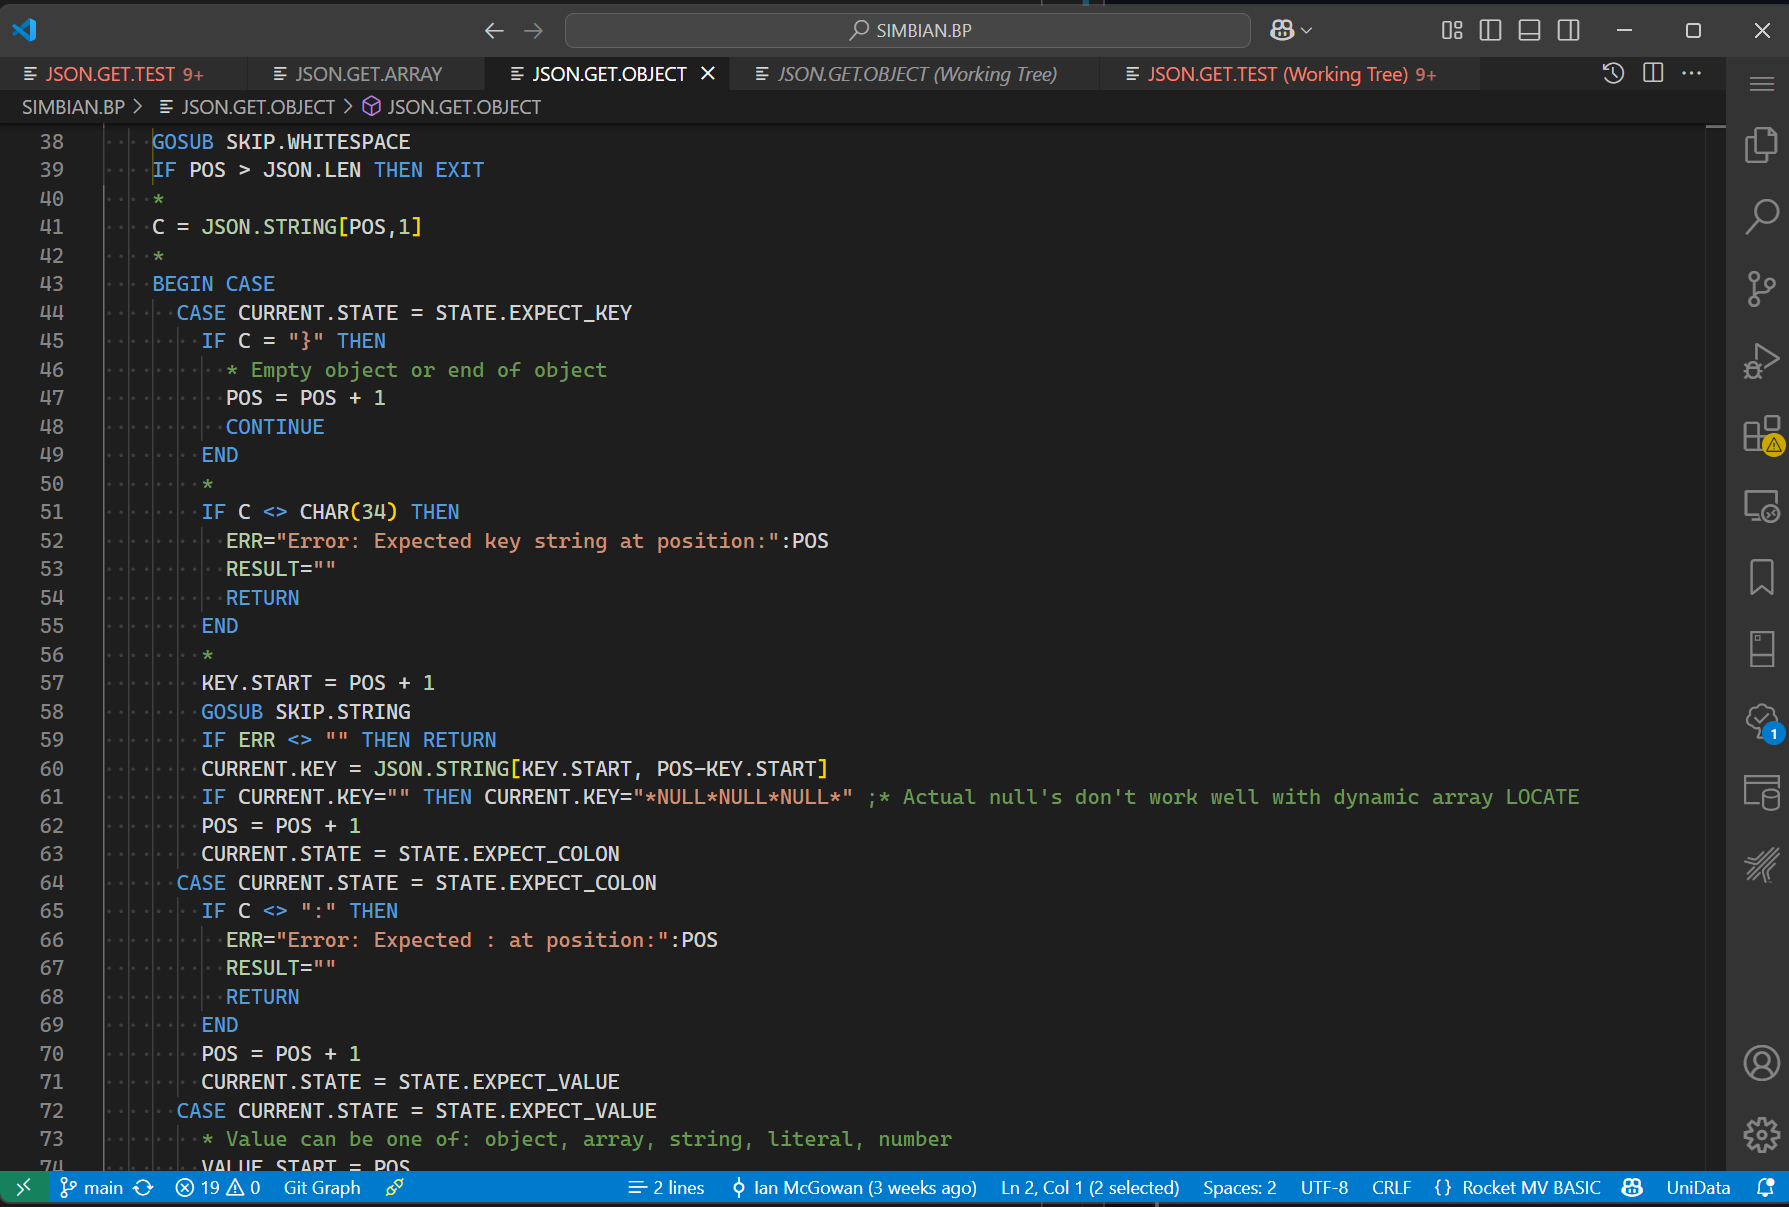 SIMBIAN.BP
JSON.GET.TEST 9+
JSON.GET.ARRAY
JSON.GET.OBJECT
JSON.GET.OBJECT (Working Tree)
JSON.GET.TEST (Working Tree) 9+
SIMBIAN.BP > JSON.GET.OBJECT > JSON.GET.OBJECT
38 GOSUB SKIP.WHITESPACE
39 IF POS > JSON.LEN THEN EXIT
40 *
41 C = JSON.STRING[POS,1]
42 *
43 BEGIN CASE
44 CASE CURRENT.STATE = STATE.EXPECT_KEY
45 IF C = "}" THEN
46 * Empty object or end of object
47 POS = POS + 1
48 CONTINUE
49 END
50 *
51 IF C <> CHAR(34) THEN
52 ERR="Error: Expected key string at position:":POS
53 RESULT=""
54 RETURN
55 END
56 *
57 KEY.START = POS + 1
58 GOSUB SKIP.STRING
59 IF ERR <> "" THEN RETURN
60 CURRENT.KEY = JSON.STRING[KEY.START, POS-KEY.START]
61 IF CURRENT.KEY="" THEN CURRENT.KEY="*NULL*NULL*NULL*" ;* Actual null's don't work well with dynamic array LOCATE
62 POS = POS + 1
63 CURRENT.STATE = STATE.EXPECT_COLON
64 CASE CURRENT.STATE = STATE.EXPECT_COLON
65 IF C <> ":" THEN
66 ERR="Error: Expected : at position:":POS
67 RESULT=""
68 RETURN
69 END
70 POS = POS + 1
71 CURRENT.STATE = STATE.EXPECT_VALUE
72 CASE CURRENT.STATE = STATE.EXPECT_VALUE
73 * Value can be one of: object, array, string, literal, number
74 VALUE.START = POS
1
main 19 0 Git Graph 2 lines Ian McGowan (3 weeks ago) Ln 2, Col 1 (2 selected) Spaces: 2 UTF-8 CRLF {} Rocket MV BASIC UniData